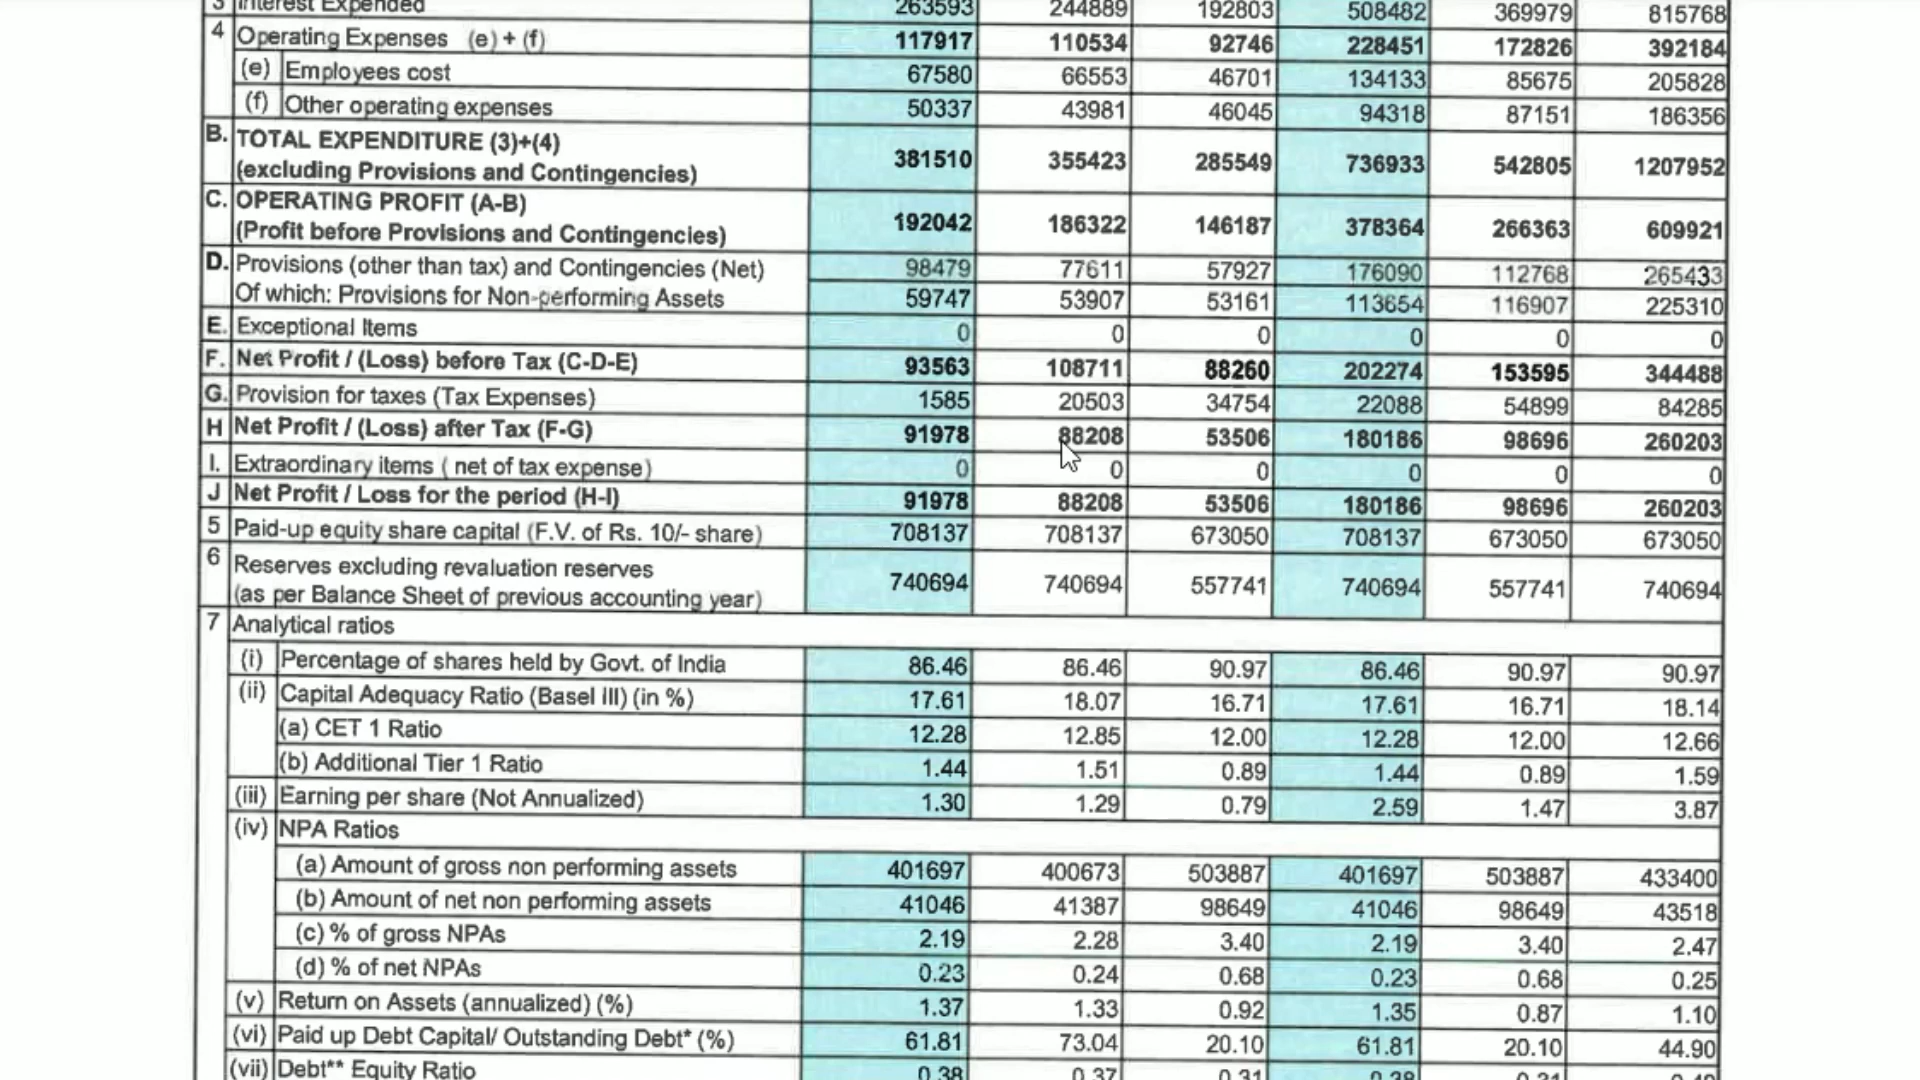 3 Interest Expended 263593 244889 192803 508482 369979 815768
4 Operating Expenses (e) + (f) 117917 110534 92746 228451 172826 392184
(e) Employees cost 67580 66553 46701 134133 85675 205828
(f) Other operating expenses 50337 43981 46045 94318 87151 186356
B. TOTAL EXPENDITURE (3)+(4)
(excluding Provisions and Contingencies) 381510 355423 285549 736933 542805 1207952
C. OPERATING PROFIT (A-B)
(Profit before Provisions and Contingencies) 192042 186322 146187 378364 266363 609921
D. Provisions (other than tax) and Contingencies (Net) 98479 77611 57927 176090 112768 265433
Of which: Provisions for Non-performing Assets 59747 53907 53161 113654 116907 225310
E. Exceptional Items 0 0 0 0 0 0
F. Net Profit / (Loss) before Tax (C-D-E) 93563 108711 88260 202274 153595 344488
G. Provision for taxes (Tax Expenses) 1585 20503 34754 22088 54899 84285
H Net Profit / (Loss) after Tax (F-G) 91978 88208 53506 180186 98696 260203
I. Extraordinary items ( net of tax expense) 0 0 0 0 0 0
J Net Profit / Loss for the period (H-I) 91978 88208 53506 180186 98696 260203
5 Paid-up equity share capital (F.V. of Rs. 10/- share) 708137 708137 673050 708137 673050 673050
6 Reserves excluding revaluation reserves
(as per Balance Sheet of previous accounting year) 740694 740694 557741 740694 557741 740694
7 Analytical ratios
(i) Percentage of shares held by Govt. of India 86.46 86.46 90.97 86.46 90.97 90.97
(ii) Capital Adequacy Ratio (Basel III) (in %) 17.61 18.07 16.71 17.61 16.71 18.14
(a) CET 1 Ratio 12.28 12.85 12.00 12.28 12.00 12.66
(b) Additional Tier 1 Ratio 1.44 1.51 0.89 1.44 0.89 1.59
(iii) Earning per share (Not Annualized) 1.30 1.29 0.79 2.59 1.47 3.87
(iv) NPA Ratios
(a) Amount of gross non performing assets 401697 400673 503887 401697 503887 433400
(b) Amount of net non performing assets 41046 41387 98649 41046 98649 43518
(c) % of gross NPAs 2.19 2.28 3.40 2.19 3.40 2.47
(d) % of net NPAs 0.23 0.24 0.68 0.23 0.68 0.25
(v) Return on Assets (annualized) (%) 1.37 1.33 0.92 1.35 0.87 1.10
(vi) Paid up Debt Capital/ Outstanding Debt* (%) 61.81 73.04 20.10 61.81 20.10 44.90
(vii) Debt** Equity Ratio 0.38 0.37 0.31 0.38 0.31